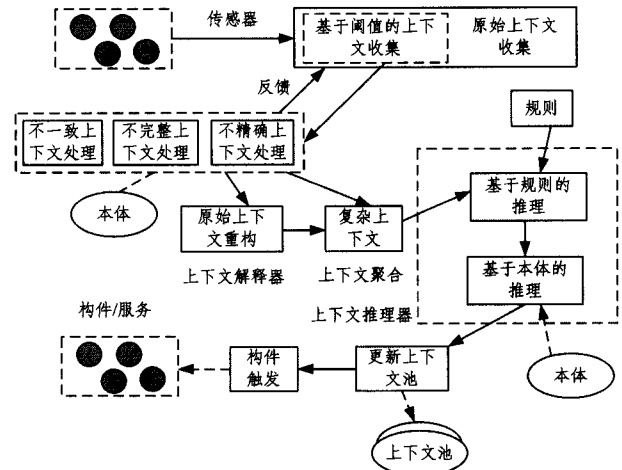 传感器
基于阈值的上下
文收集
原始上下文
收集
反馈
规则
不一致上
下文处理
不完整上
下文处理
不精确上
下文处理
本体
原始上下
文重构
复杂上
下文
基于规则的
推理
上下文解释器
上下文聚合
基于本体的
推理
构件/服务
上下文推理器
构件
触发
更新上下
文池
本体
上下文池